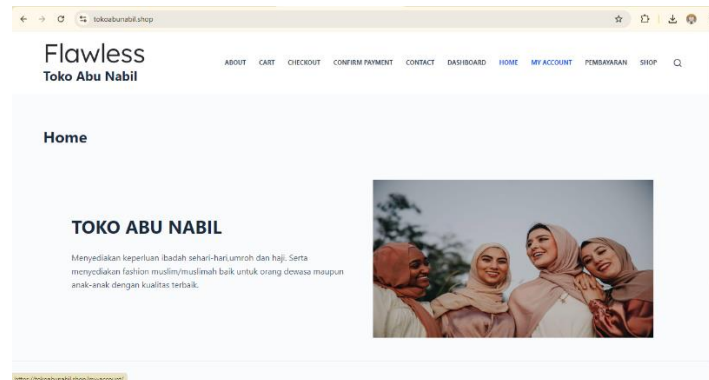 tokoabunabil.shop
Flawless
Toko Abu Nabil
ABOUT CART CHECKOUT CONFIRM PAYMENT CONTACT DASHBOARD HOME MY ACCOUNT PEMBAYARAN SHOP
Home
TOKO ABU NABIL
Menyediakan keperluan ibadah sehari-hari,umroh dan haji. Serta
menyediakan fashion muslim/muslimah baik untuk orang dewasa maupun
anak-anak dengan kualitas terbaik.